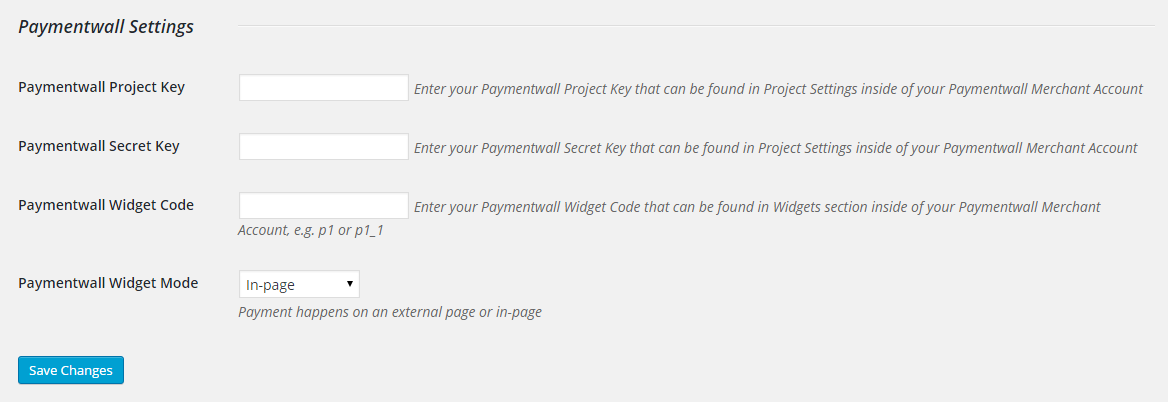 Paymentwall Settings
Paymentwall Project Key
Enter your Paymentwall Project Key that can be found in Project Settings inside of your Paymentwall Merchant Account
Paymentwall Secret Key
Enter your Paymentwall Secret Key that can be found in Project Settings inside of your Paymentwall Merchant Account
Paymentwall Widget Code
Enter your Paymentwall Widget Code that can be found in Widgets section inside of your Paymentwall Merchant
Account, e.g. p1 or p1_1
Paymentwall Widget Mode
In-page
Payment happens on an external page or in-page
Save Changes